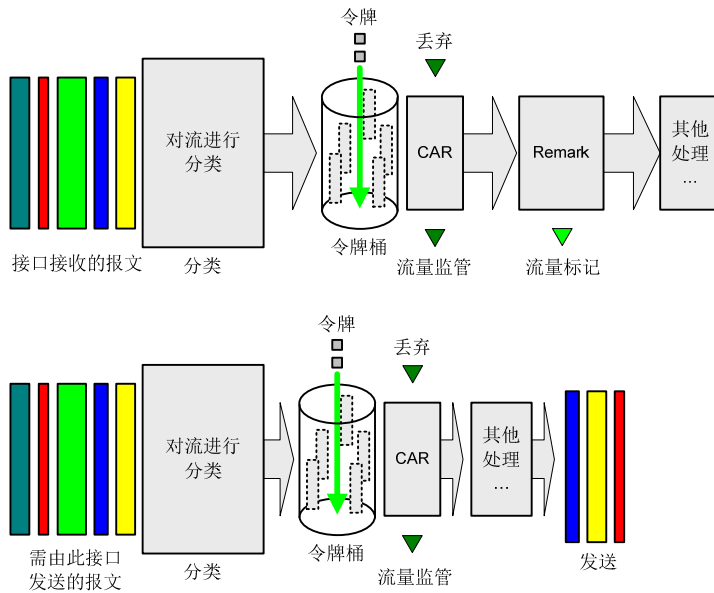 令牌
丢弃
对流进行
分类
CAR
Remark
其他
处理
...
令牌桶
接口接收的报文
分类
流量监管
流量标记
令牌
丢弃
对流进行
分类
CAR
其他
处理
...
令牌桶
需由此接口
发送的报文
分类
流量监管
发送